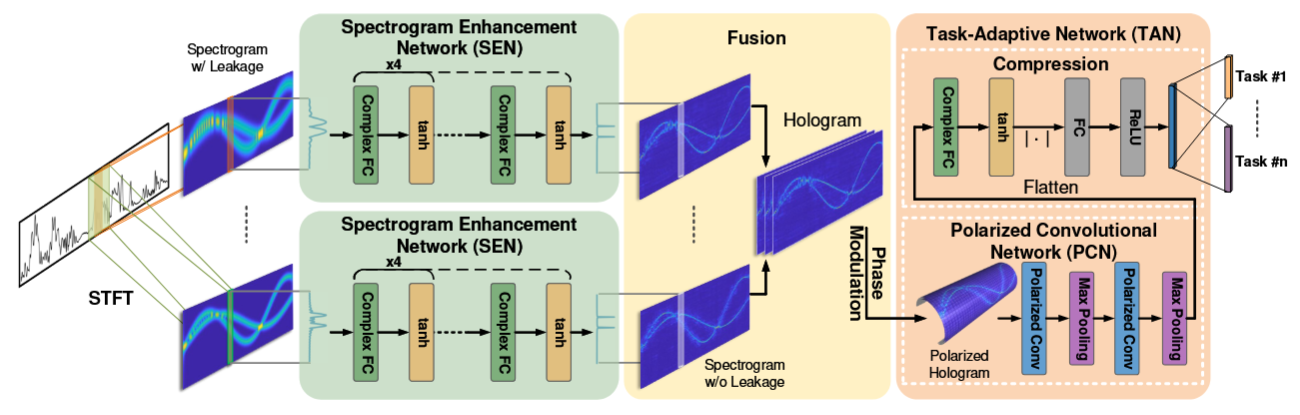 STFT
Spectrogram
w/ Leakage
Spectrogram Enhancement
Network (SEN)
x4
Complex FC
tanh
Complex FC
tanh
Spectrogram Enhancement
Network (SEN)
x4
Complex FC
tanh
Complex FC
tanh
Fusion
Hologram
Spectrogram
w/o Leakage
Phase
Modulation
Task-Adaptive Network (TAN)
Compression
Complex FC
tanh
| · |
FC
ReLU
Flatten
Task #1
Task #n
Polarized Convolutional
Network (PCN)
Polarized
Hologram
Polarized Conv
Max Pooling
Polarized Conv
Max Pooling